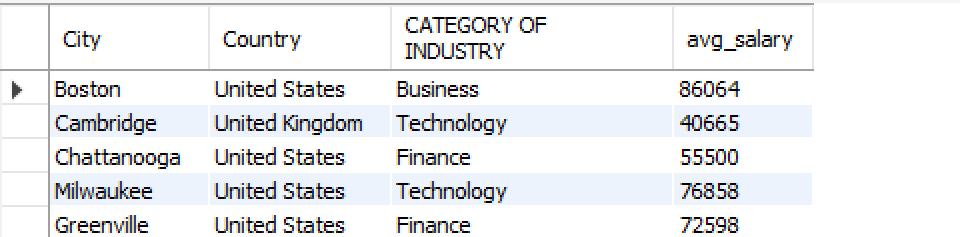 City Country CATEGORY OF INDUSTRY avg_salary
Boston United States Business 86064
Cambridge United Kingdom Technology 40665
Chattanooga United States Finance 55500
Milwaukee United States Technology 76858
Greenville United States Finance 72598